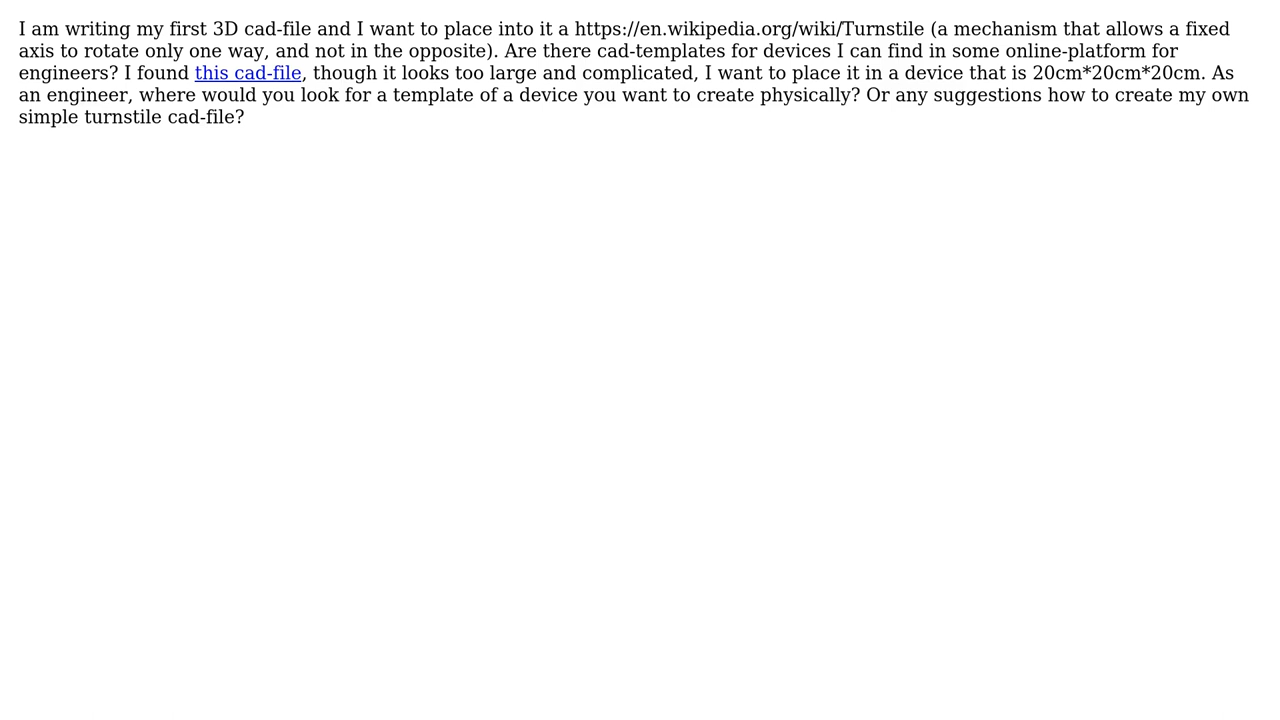 I am writing my first 3D cad-file and I want to place into it a https://en.wikipedia.org/wiki/Turnstile (a mechanism that allows a fixed
axis to rotate only one way, and not in the opposite). Are there cad-templates for devices I can find in some online-platform for
engineers? I found this cad-file, though it looks too large and complicated, I want to place it in a device that is 20cm*20cm*20cm. As
an engineer, where would you look for a template of a device you want to create physically? Or any suggestions how to create my own
simple turnstile cad-file?